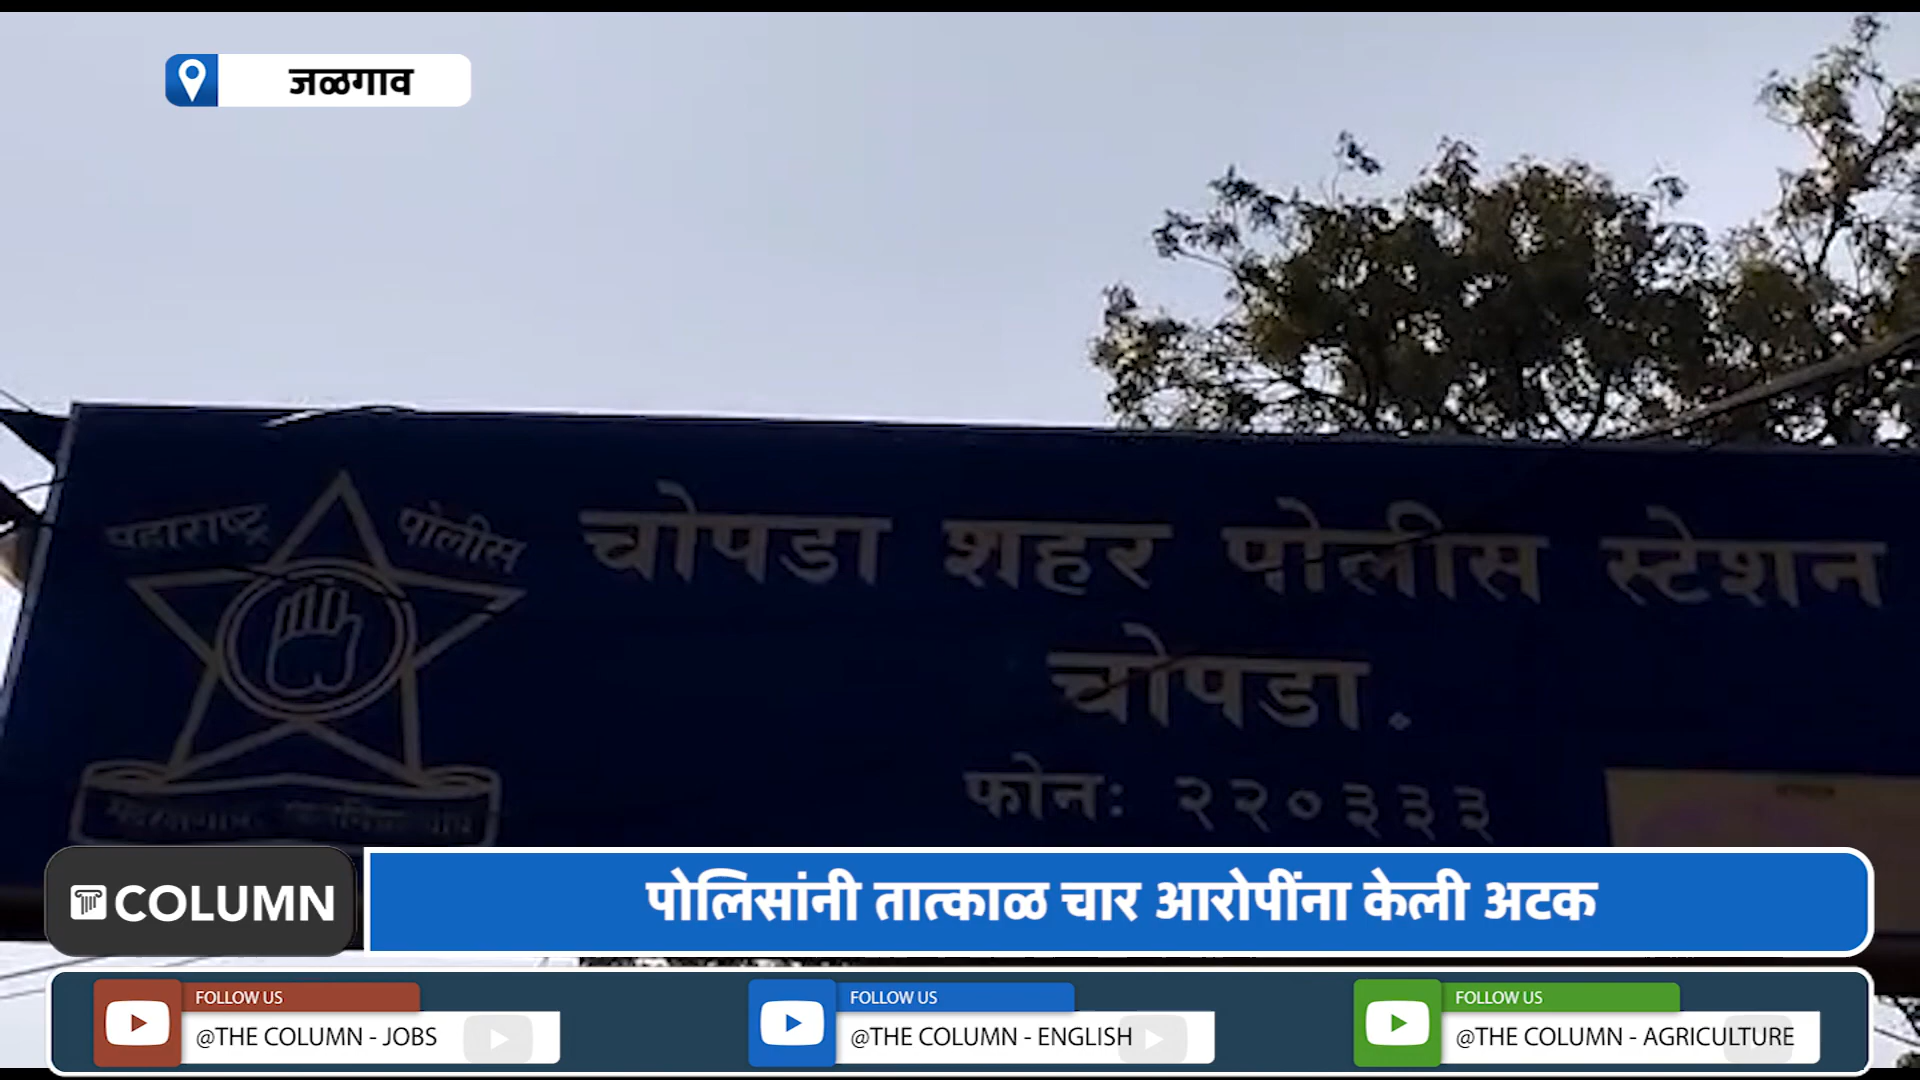 जळगाव
महाराष्ट्र पोलीस
चोपडा शहर पोलीस स्टेशन
चोपडा.
फोन: २२०३३३
COLUMN
पोलिसांनी तात्काळ चार आरोपींना केली अटक
FOLLOW US
@THE COLUMN - JOBS
FOLLOW US
@THE COLUMN - ENGLISH
FOLLOW US
@THE COLUMN - AGRICULTURE